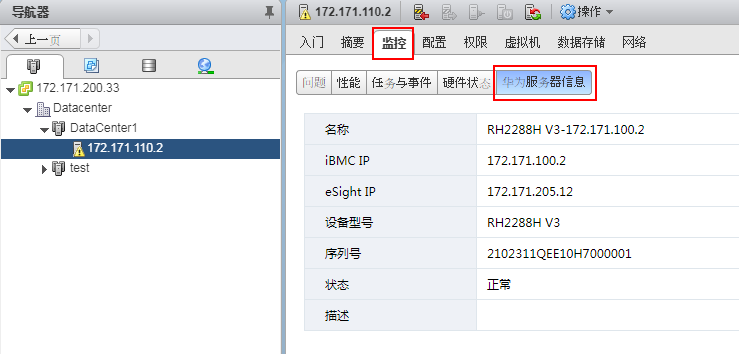 导航器
上一页
172.171.200.33
Datacenter
DataCenter1
172.171.110.2
test
172.171.110.2 操作
入门 摘要 监控 配置 权限 虚拟机 数据存储 网络
问题 性能 任务与事件 硬件状态 华为服务器信息
名称 RH2288H V3-172.171.100.2
iBMC IP 172.171.100.2
eSight IP 172.171.205.12
设备型号 RH2288H V3
序列号 2102311QEE10H7000001
状态 正常
描述